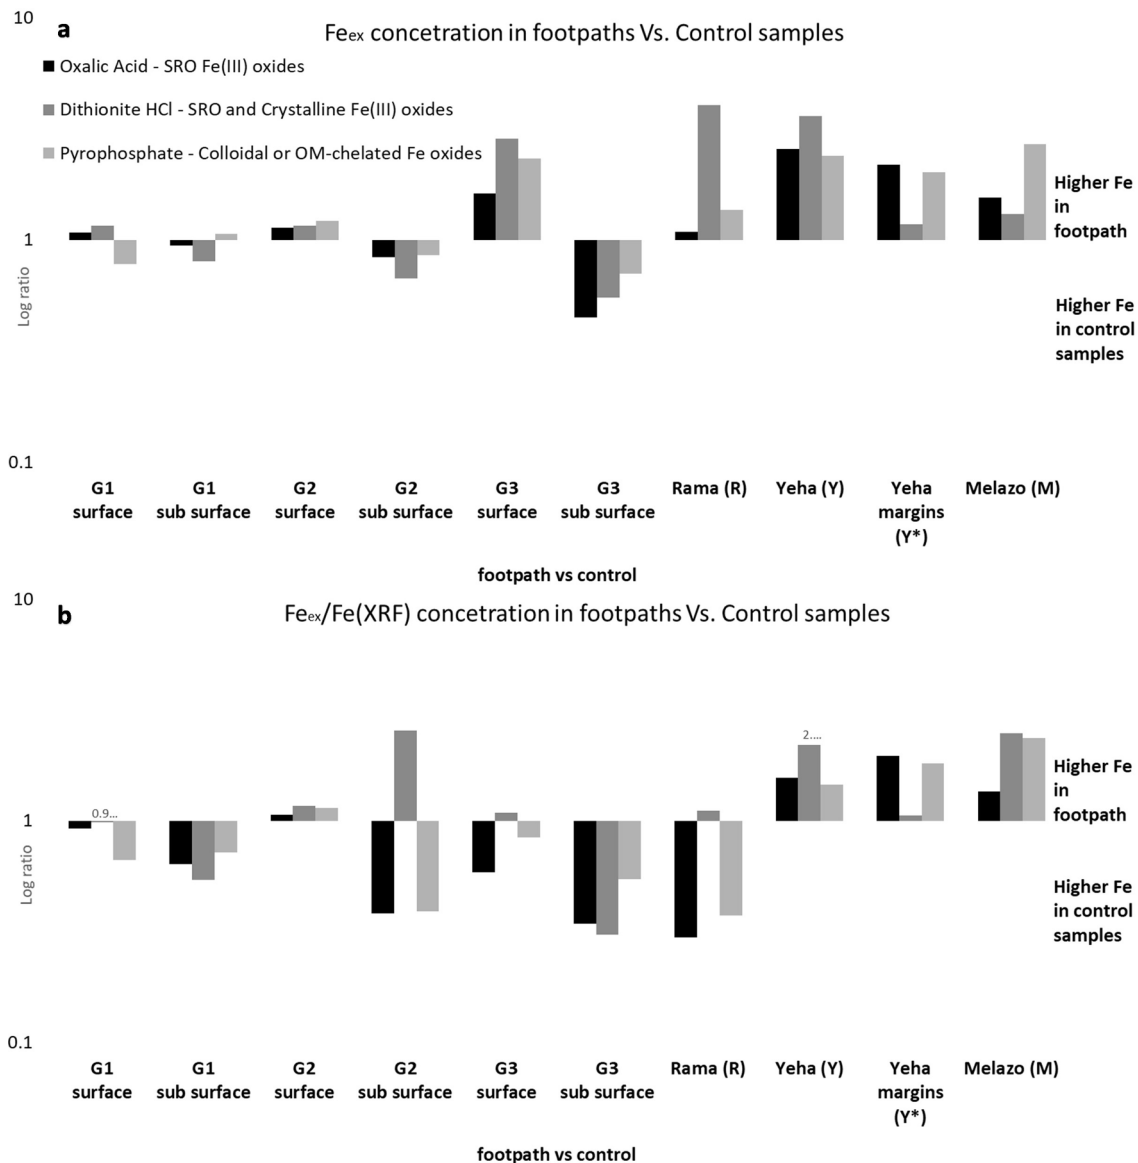 10
a
Feex concetration in footpaths Vs. Control samples
Oxalic Acid - SRO Fe(III) oxides
Dithionite HCl - SRO and Crystalline Fe(III) oxides
Pyrophosphate - Colloidal or OM-chelated Fe oxides
Higher Fe
in
footpath
1
Log ratio
Higher Fe
in control
samples
0.1
G1
surface
G1
sub surface
G2
surface
G2
sub surface
G3
surface
G3
sub surface
Rama (R)
Yeha (Y)
Yeha
margins
(Y*)
Melazo (M)
footpath vs control
10
b
Feex/Fe(XRF) concetration in footpaths Vs. Control samples
2....
Higher Fe
in
footpath
0.9...
1
Log ratio
Higher Fe
in control
samples
0.1
G1
surface
G1
sub surface
G2
surface
G2
sub surface
G3
surface
G3
sub surface
Rama (R)
Yeha (Y)
Yeha
margins
(Y*)
Melazo (M)
footpath vs control